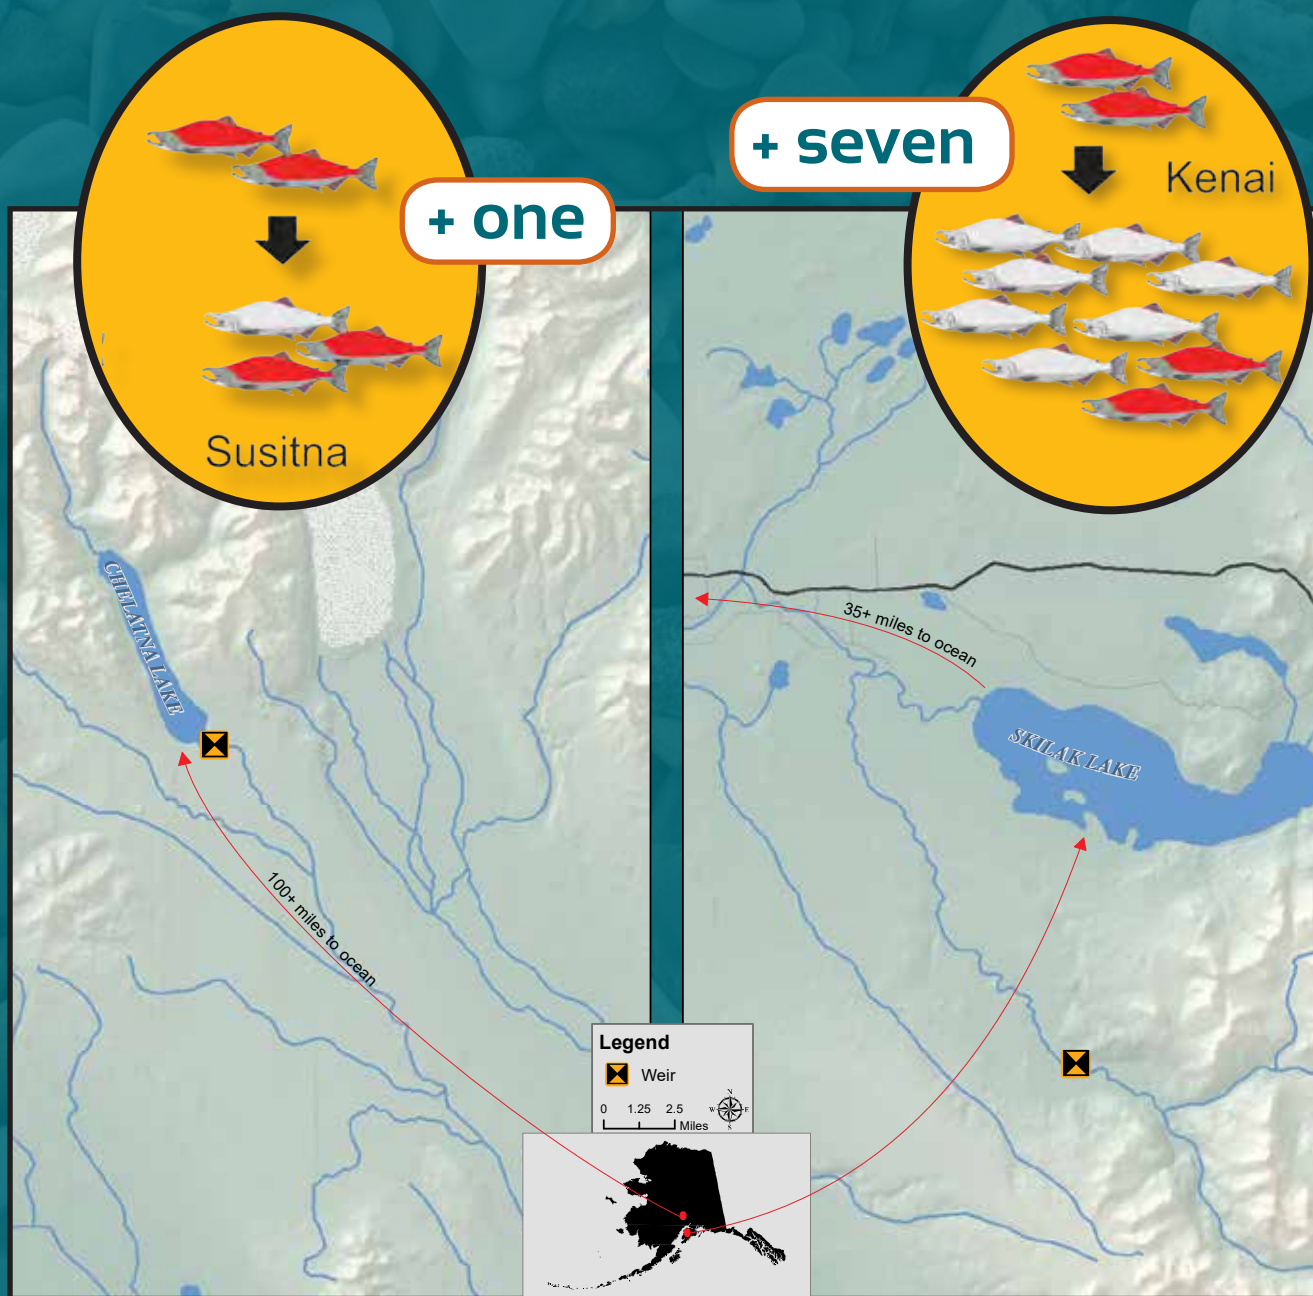 + one
Susitna
+ seven
Kenai
CHELATNA LAKE
100+ miles to ocean
35+ miles to ocean
SKILAK LAKE
Legend
Weir
0 1.25 2.5
Miles
N
W E
S